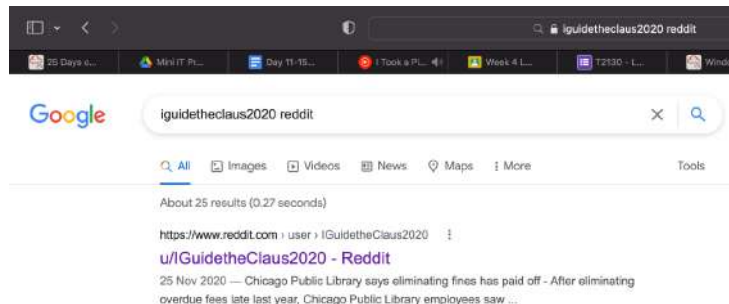 iguidetheclaus2020 reddit
25 Days o... Mini IT Pr... Day 11-15... I Took a Pi... Week 4 L... T2130 - L... Wind
Google iguidetheclaus2020 reddit
All Images Videos News Maps More Tools
About 25 results (0.27 seconds)
https://www.reddit.com › user › IGuidetheClaus2020
u/IGuidetheClaus2020 - Reddit
25 Nov 2020 — Chicago Public Library says eliminating fines has paid off - After eliminating
overdue fees late last year, Chicago Public Library employees saw ...